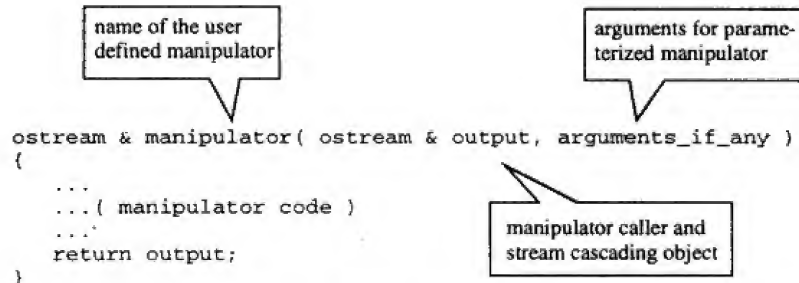 name of the user
defined manipulator
arguments for parame-
terized manipulator
ostream & manipulator( ostream & output, arguments_if_any )
{
...
...( manipulator code )
...
return output;
}
manipulator caller and
stream cascading object